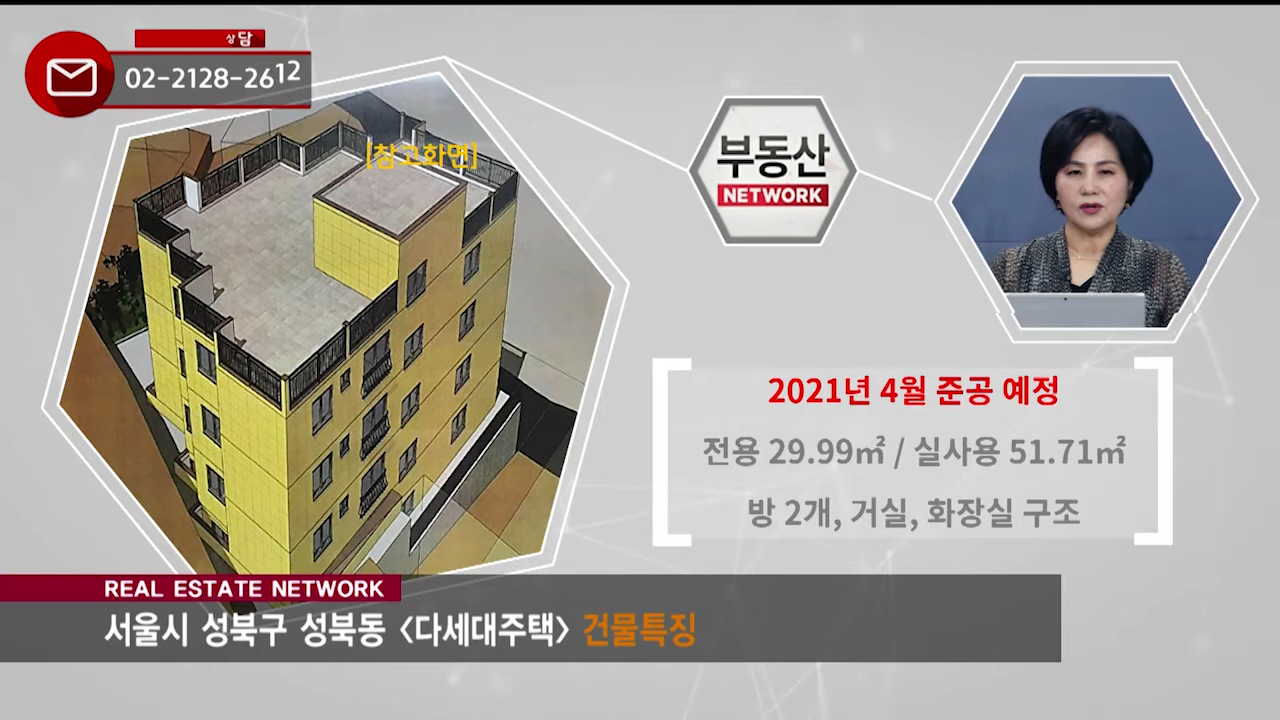 상담
02-2128-2612
[참고화면]
부동산
NETWORK
2021년 4월 준공 예정
전용 29.99㎡ / 실사용 51.71㎡
방 2개, 거실, 화장실 구조
REAL ESTATE NETWORK
서울시 성북구 성북동 <다세대주택> 건물특징